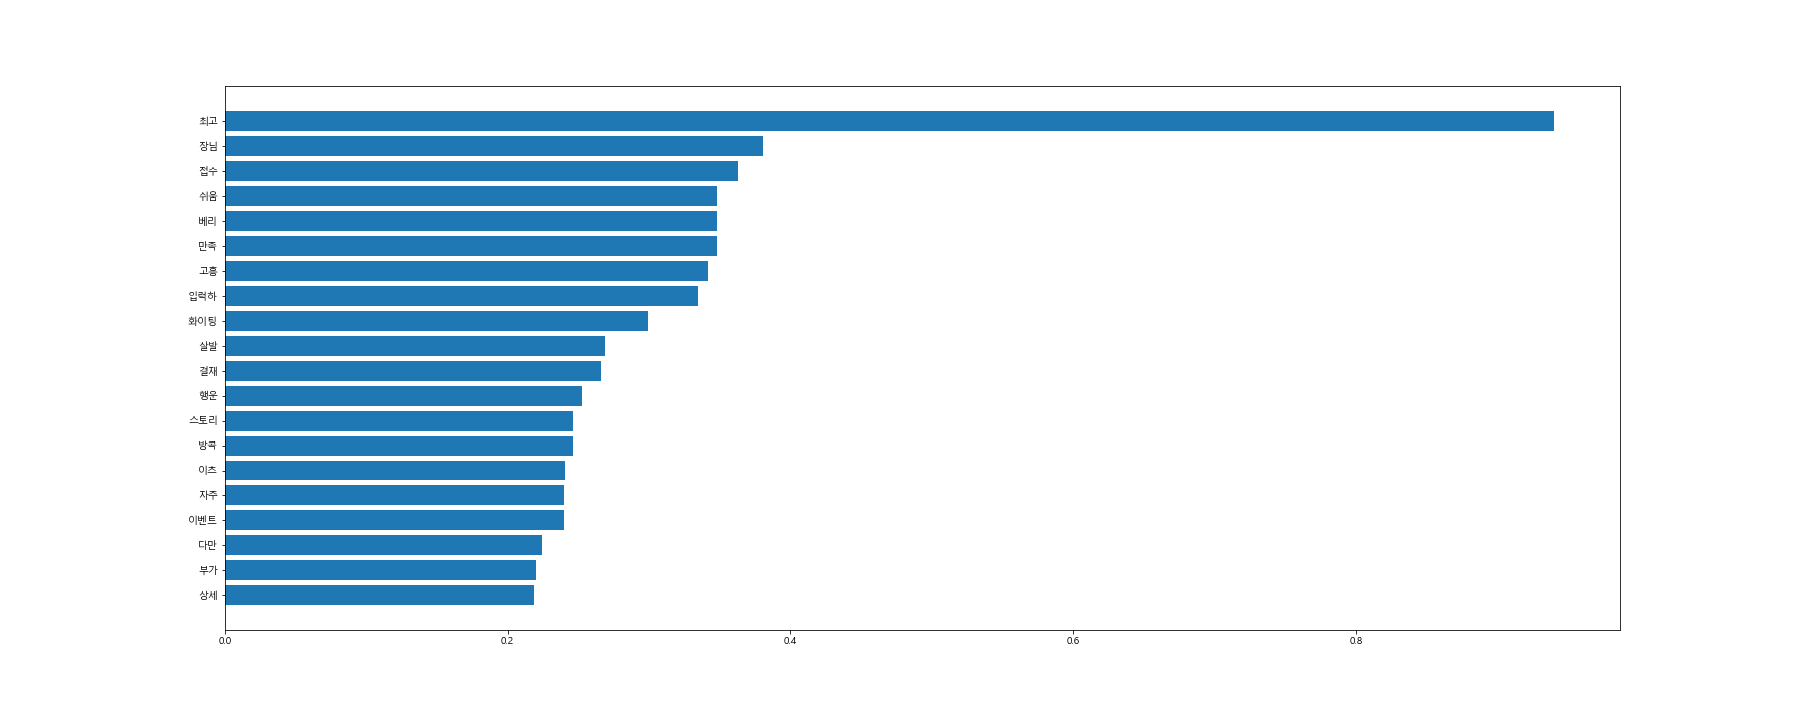 최고
장님
접수
쉬움
베리
만족
고흥
입럭하
화이팅
살발
결재
행운
스토리
방콕
이츠
자주
이벤트
다만
부가
상세
0.0 0.2 0.4 0.6 0.8